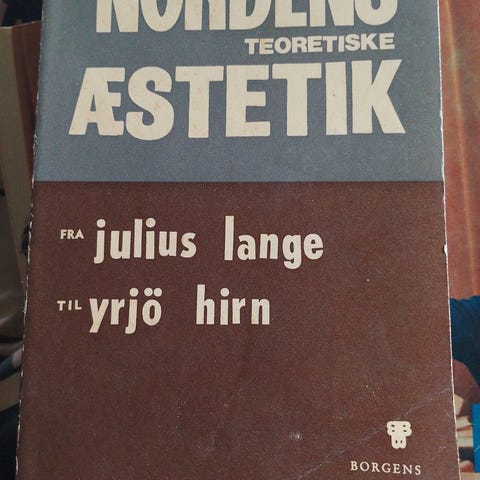 NORDENS
TEORETISKE
ÆSTETIK
FRA julius lange
TIL yrjö hirn
BORGENS